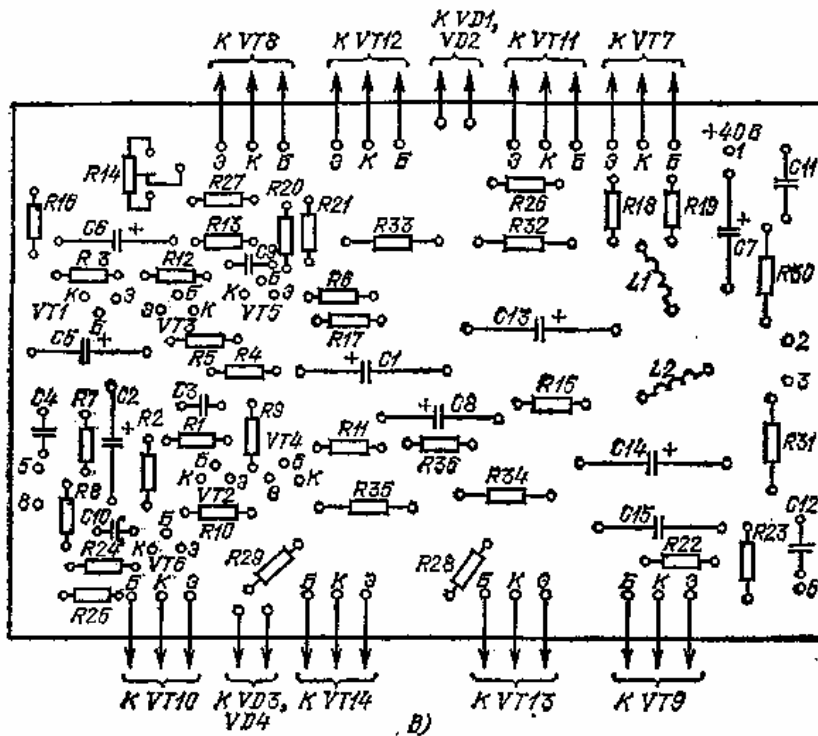 К VT8 К VT12 К VD1, VD2 К VT11 К VT7
Э К Б Э К Б Э К Б Э К Б
+40В
1
R14 C11
R27 R20 R21 R26
R16 R18 R19
C6 + R13 R33 R32 + C7
C9 R30
R3 R12 Б R6 L1
К Э Б К Э
VT1 Б Э К VT5
VT3 R17 C13 +
C5 + R5 R4 + C1 2
L2 3
C4 R7 C2 C3 R9 C8 R15
R2 R1 VT4 + R11 R31
+ Б Б R36 C14 +
5 К Э К
8 R8 VT2 Э R35 R34
C10 Б R10 C15 C12
К Э R29 R28 R22 R23
R24 VT6
R25 Б К Э Б К Э Б К Э Б К Э 6
К VT10 К VD3, VD4 К VT14 К VT13 К VT9
В)